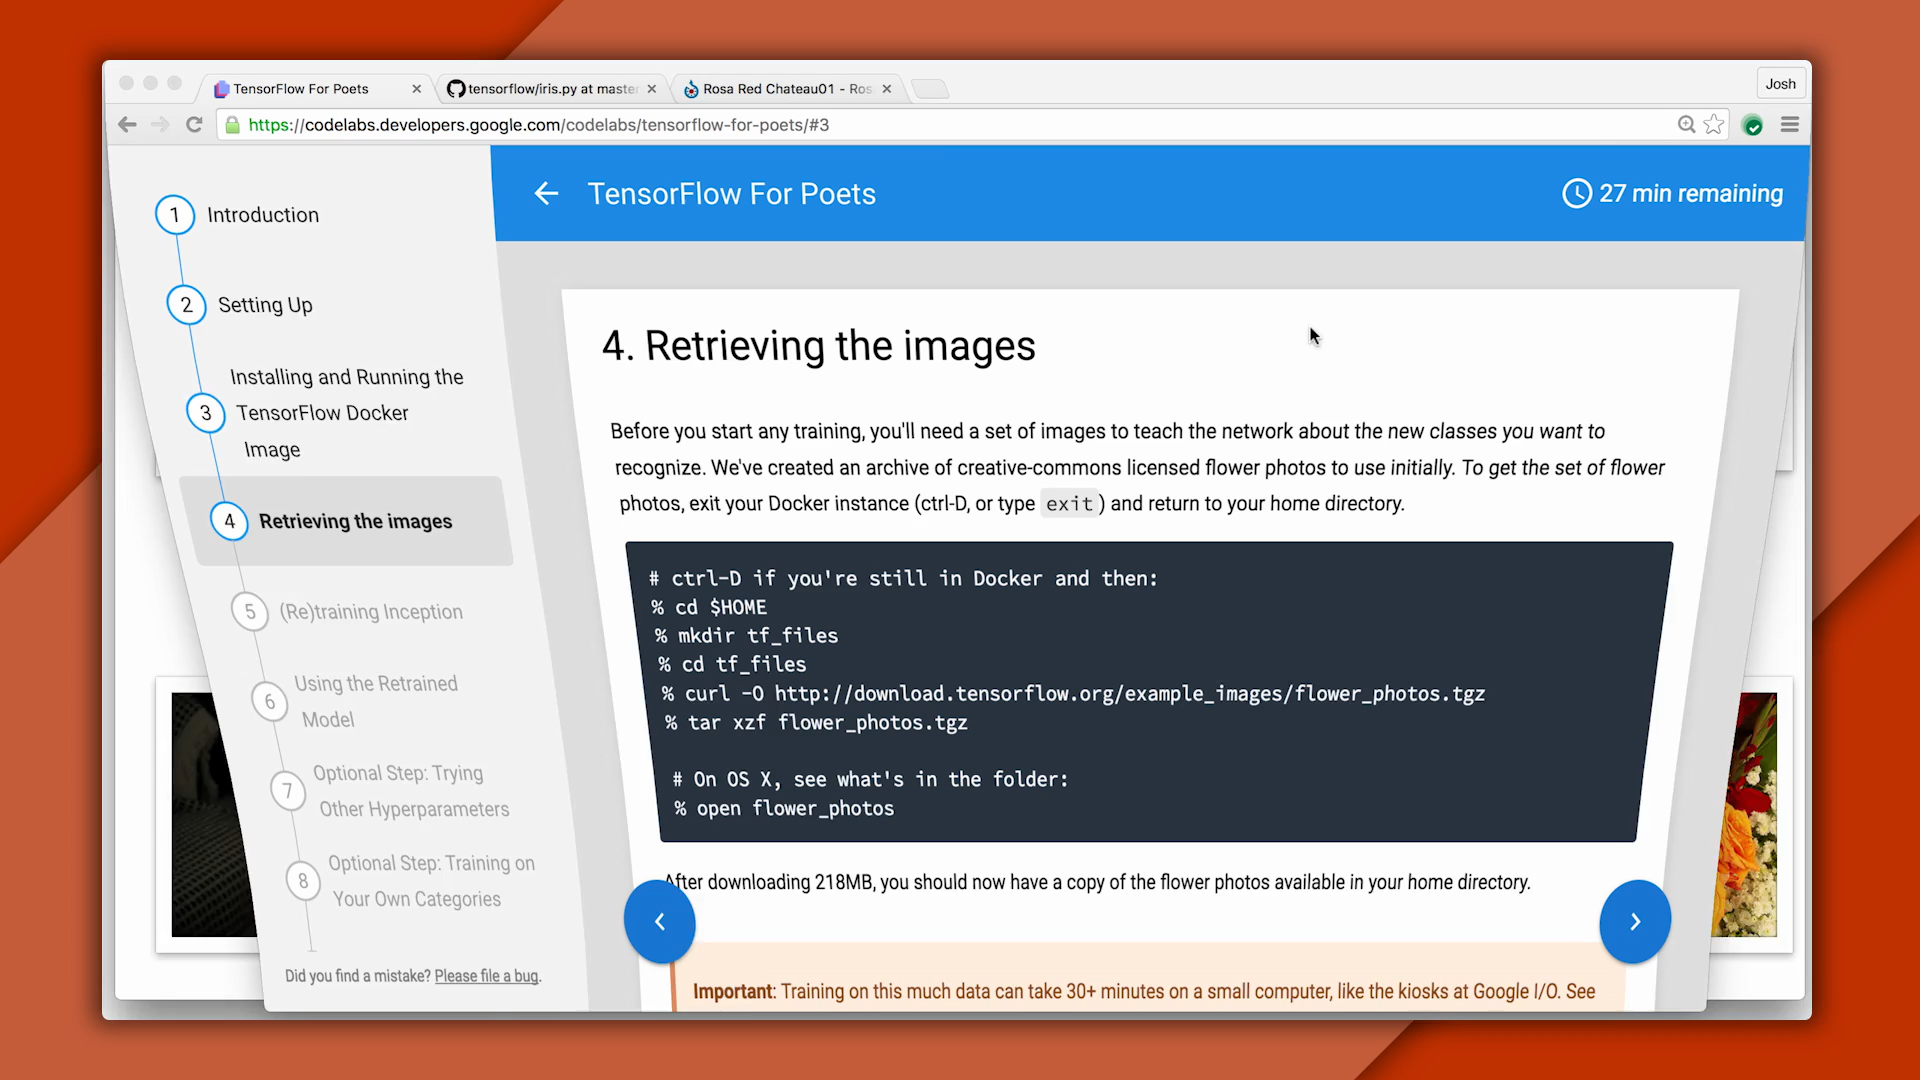 TensorFlow For Poets
tensorflow/iris.py at master
Rosa Red Chateau01 - Ros
Josh
https://codelabs.developers.google.com/codelabs/tensorflow-for-poets/#3
TensorFlow For Poets
27 min remaining
1 Introduction
2 Setting Up
3 Installing and Running the
TensorFlow Docker
Image
4 Retrieving the images
5 (Re)training Inception
6 Using the Retrained
Model
7 Optional Step: Trying
Other Hyperparameters
8 Optional Step: Training on
Your Own Categories
Did you find a mistake? Please file a bug.
4. Retrieving the images
Before you start any training, you'll need a set of images to teach the network about the new classes you want to
recognize. We've created an archive of creative-commons licensed flower photos to use initially. To get the set of flower
photos, exit your Docker instance (ctrl-D, or type exit ) and return to your home directory.
# ctrl-D if you're still in Docker and then:
% cd $HOME
% mkdir tf_files
% cd tf_files
% curl -O http://download.tensorflow.org/example_images/flower_photos.tgz
% tar xzf flower_photos.tgz
# On OS X, see what's in the folder:
% open flower_photos
After downloading 218MB, you should now have a copy of the flower photos available in your home directory.
Important: Training on this much data can take 30+ minutes on a small computer, like the kiosks at Google I/O. See